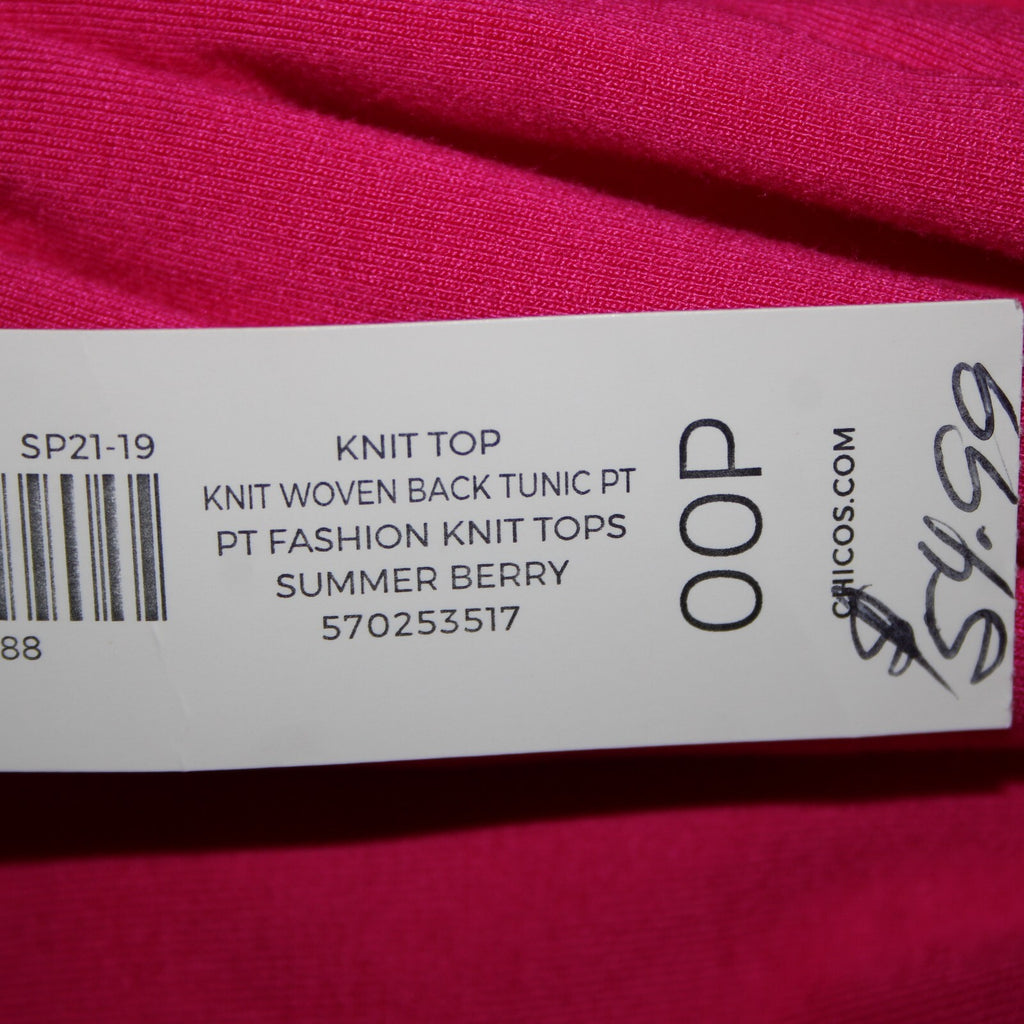 SP21-19
88
KNIT TOP
KNIT WOVEN BACK TUNIC PT
PT FASHION KNIT TOPS
SUMMER BERRY
570253517
00P
CHICOS.COM
$54.99